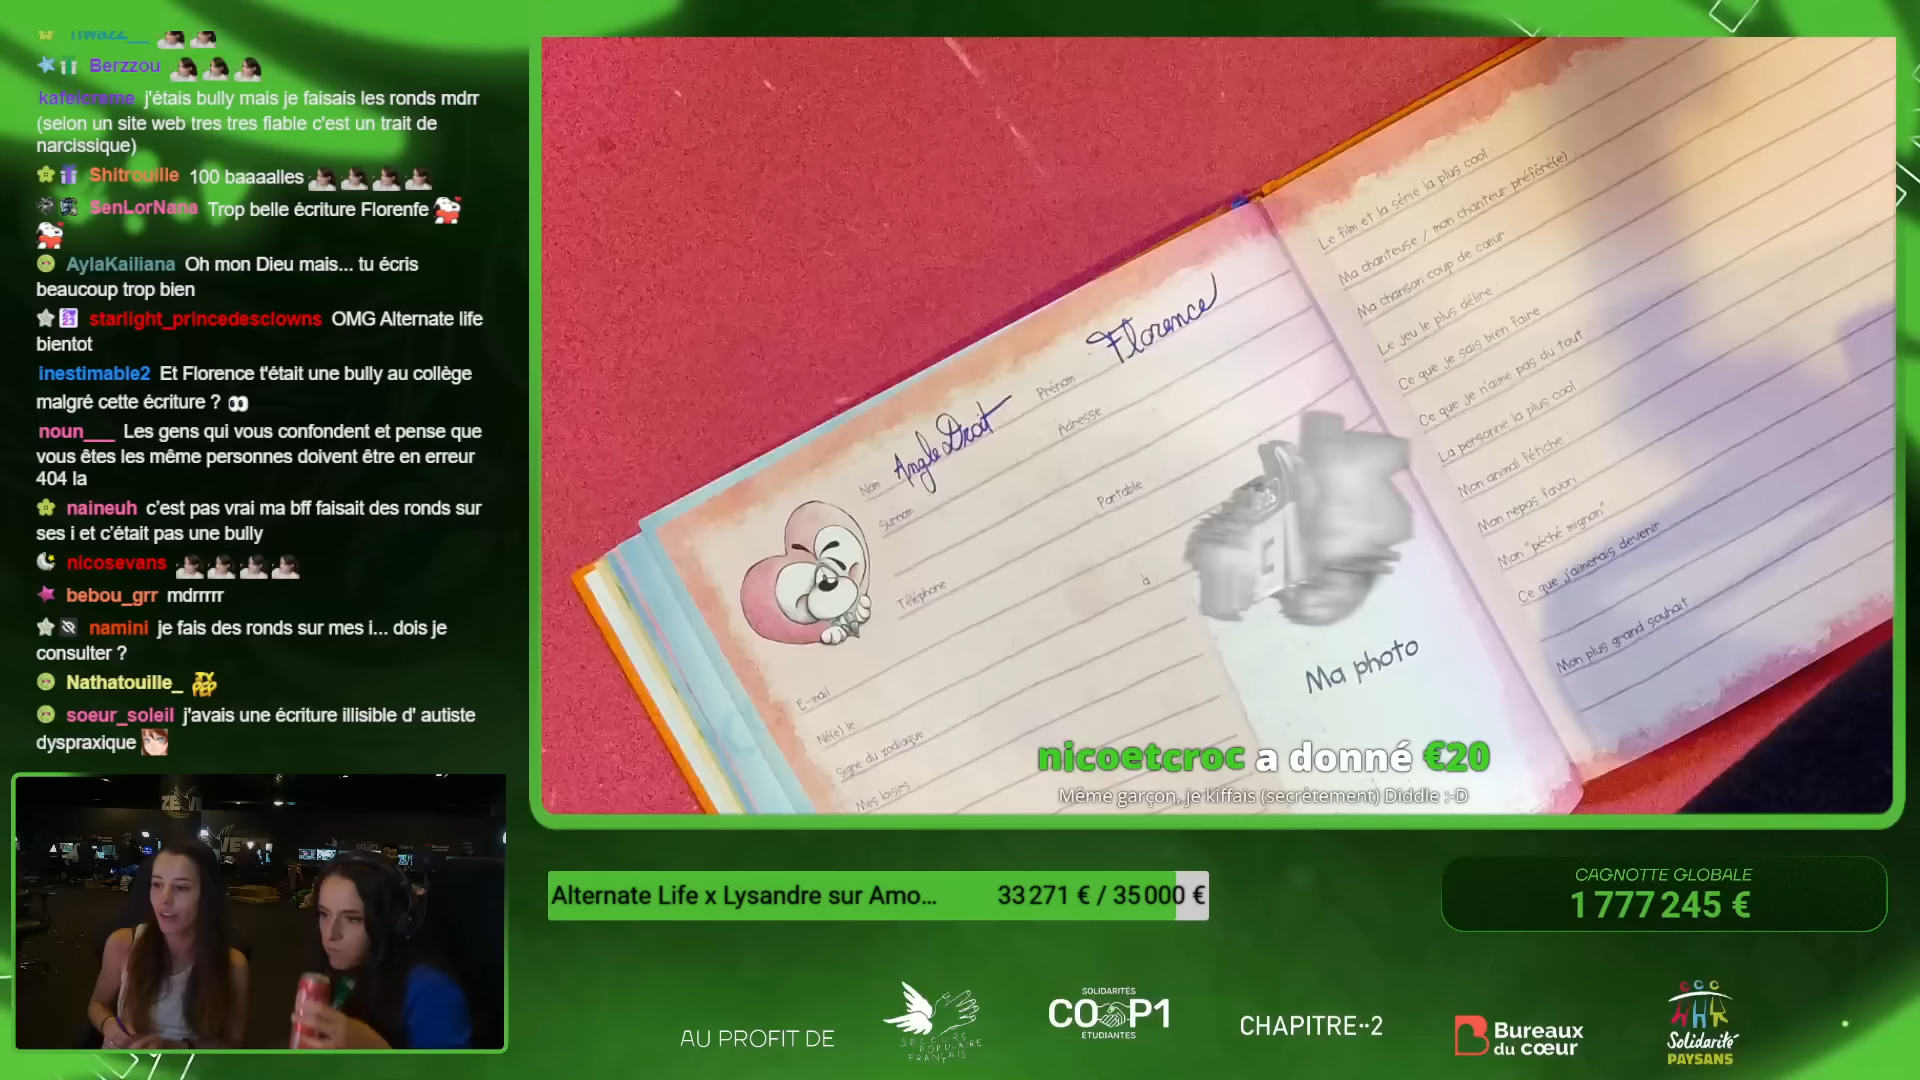 nwazz__
Berzzou
kafeicreme j'étais bully mais je faisais les ronds mdrr
(selon un site web tres tres fiable c'est un trait de
narcissique)
Shitrouille 100 baaaalles
SenLorNana Trop belle écriture Florenfe
AylaKailiana Oh mon Dieu mais... tu écris
beaucoup trop bien
starlight_princedesclowns OMG Alternate life
bientot
inestimable2 Et Florence t'était une bully au collège
malgré cette écriture ?
noun___ Les gens qui vous confondent et pense que
vous êtes les même personnes doivent être en erreur
404 la
naineuh c'est pas vrai ma bff faisait des ronds sur
ses i et c'était pas une bully
nicosevans
bebou_grr mdrrrrr
namini je fais des ronds sur mes i... dois je
consulter ?
Nathatouille_
soeur_soleil j'avais une écriture illisible d' autiste
dyspraxique
Nom Angle Droit
Prénom Florence
Surnom
Adresse
Portable
Téléphone
à
E-mail
Né(e) le
Signe du zodiaque
Mes loisirs
Ma photo
Le film et la série la plus cool :
Ma chanteuse / mon chanteur préféré(e)
Ma chanson coup de cœur
Le jeu le plus délire :
Ce que je sais bien faire
Ce que je n'aime pas du tout
La personne la plus cool
Mon animal fétiche :
Mon repas favori
Mon "péché mignon"
Ce que j'aimerais devenir :
Mon plus grand souhait
nicoetcroc a donné €20
Même garçon, je kiffais (secrètement) Diddle :-D
Alternate Life x Lysandre sur Amo... 33 271 € / 35 000 €
CAGNOTTE GLOBALE
1 777 245 €
AU PROFIT DE
SECOURS
POPULAIRE
FRANÇAIS
SOLIDARITÉS
CO P1
ÉTUDIANTES
CHAPITRE··2
Bureaux
du cœur
Solidarité
PAYSANS